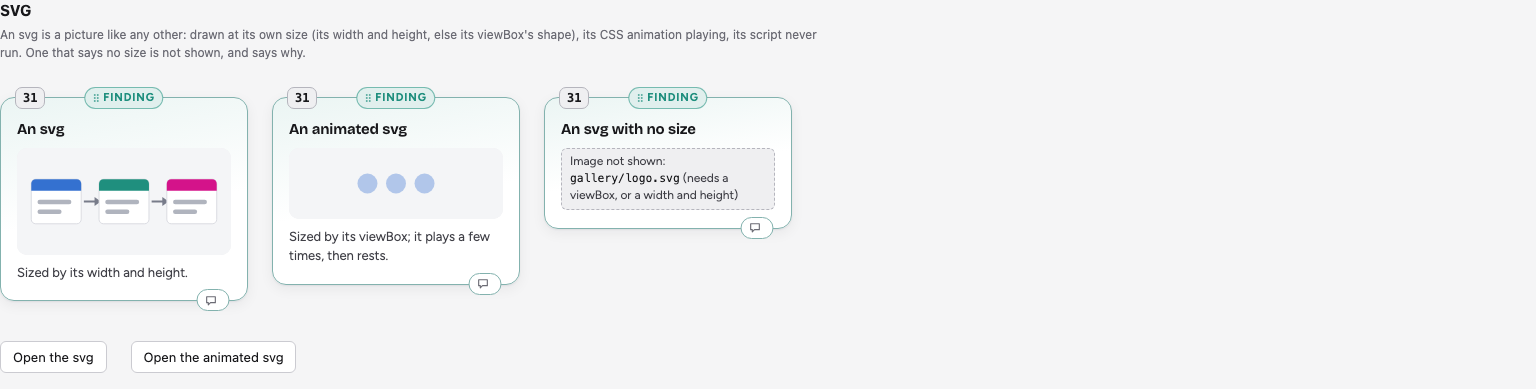 SVG
An svg is a picture like any other: drawn at its own size (its width and height, else its viewBox's shape), its CSS animation playing, its script never
run. One that says no size is not shown, and says why.
31 FINDING
An svg
Sized by its width and height.
31 FINDING
An animated svg
Sized by its viewBox; it plays a few
times, then rests.
31 FINDING
An svg with no size
Image not shown:
gallery/logo.svg (needs a
viewBox, or a width and height)
Open the svg
Open the animated svg